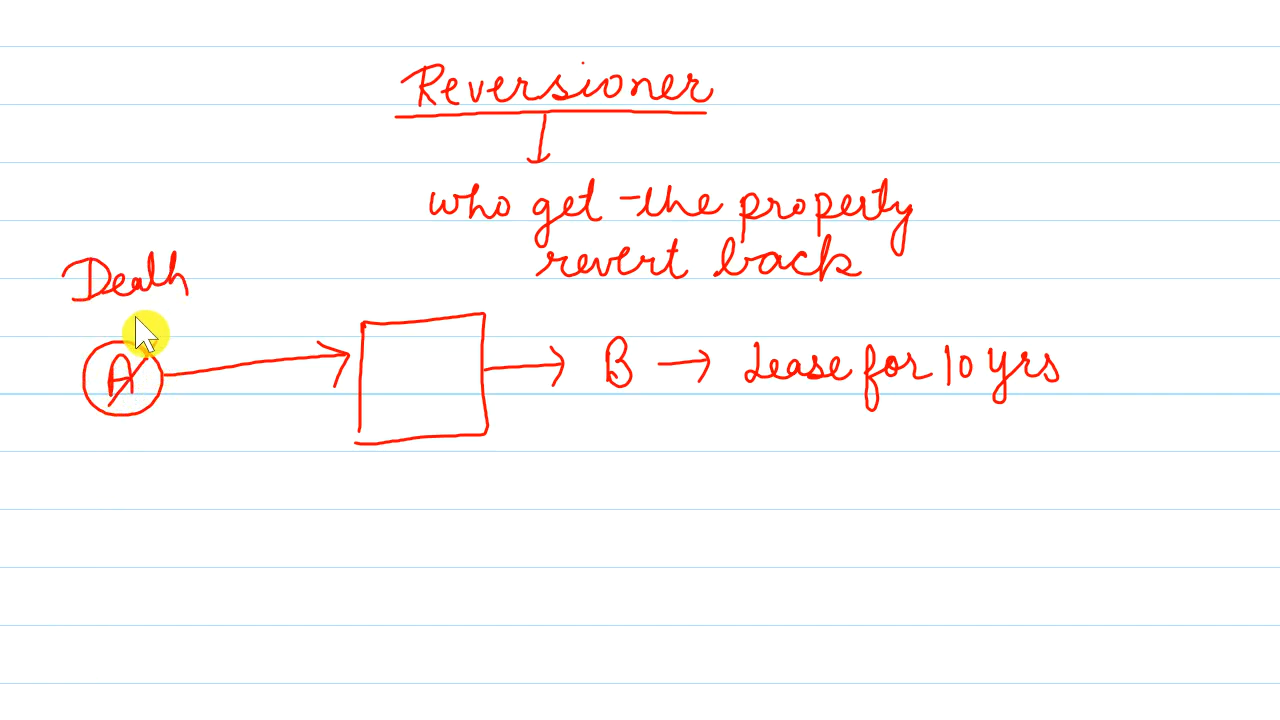 Reversioner
who get the property
revert back
Death
A
B → Lease for 10 yrs